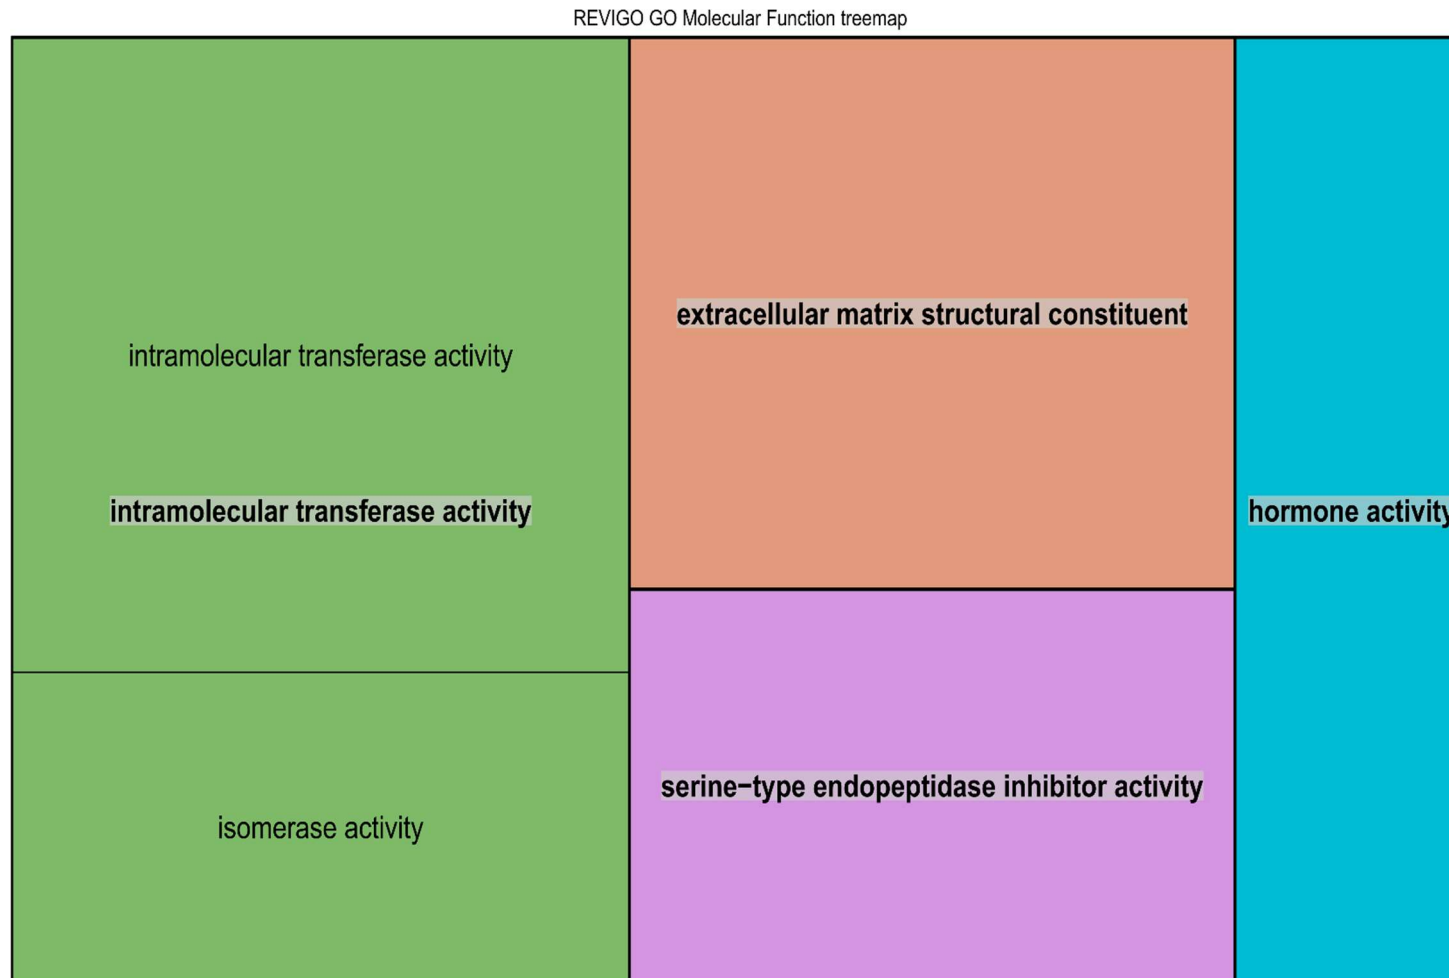 REVIGO GO Molecular Function treemap
intramolecular transferase activity
intramolecular transferase activity
isomerase activity
extracellular matrix structural constituent
serine−type endopeptidase inhibitor activity
hormone activity